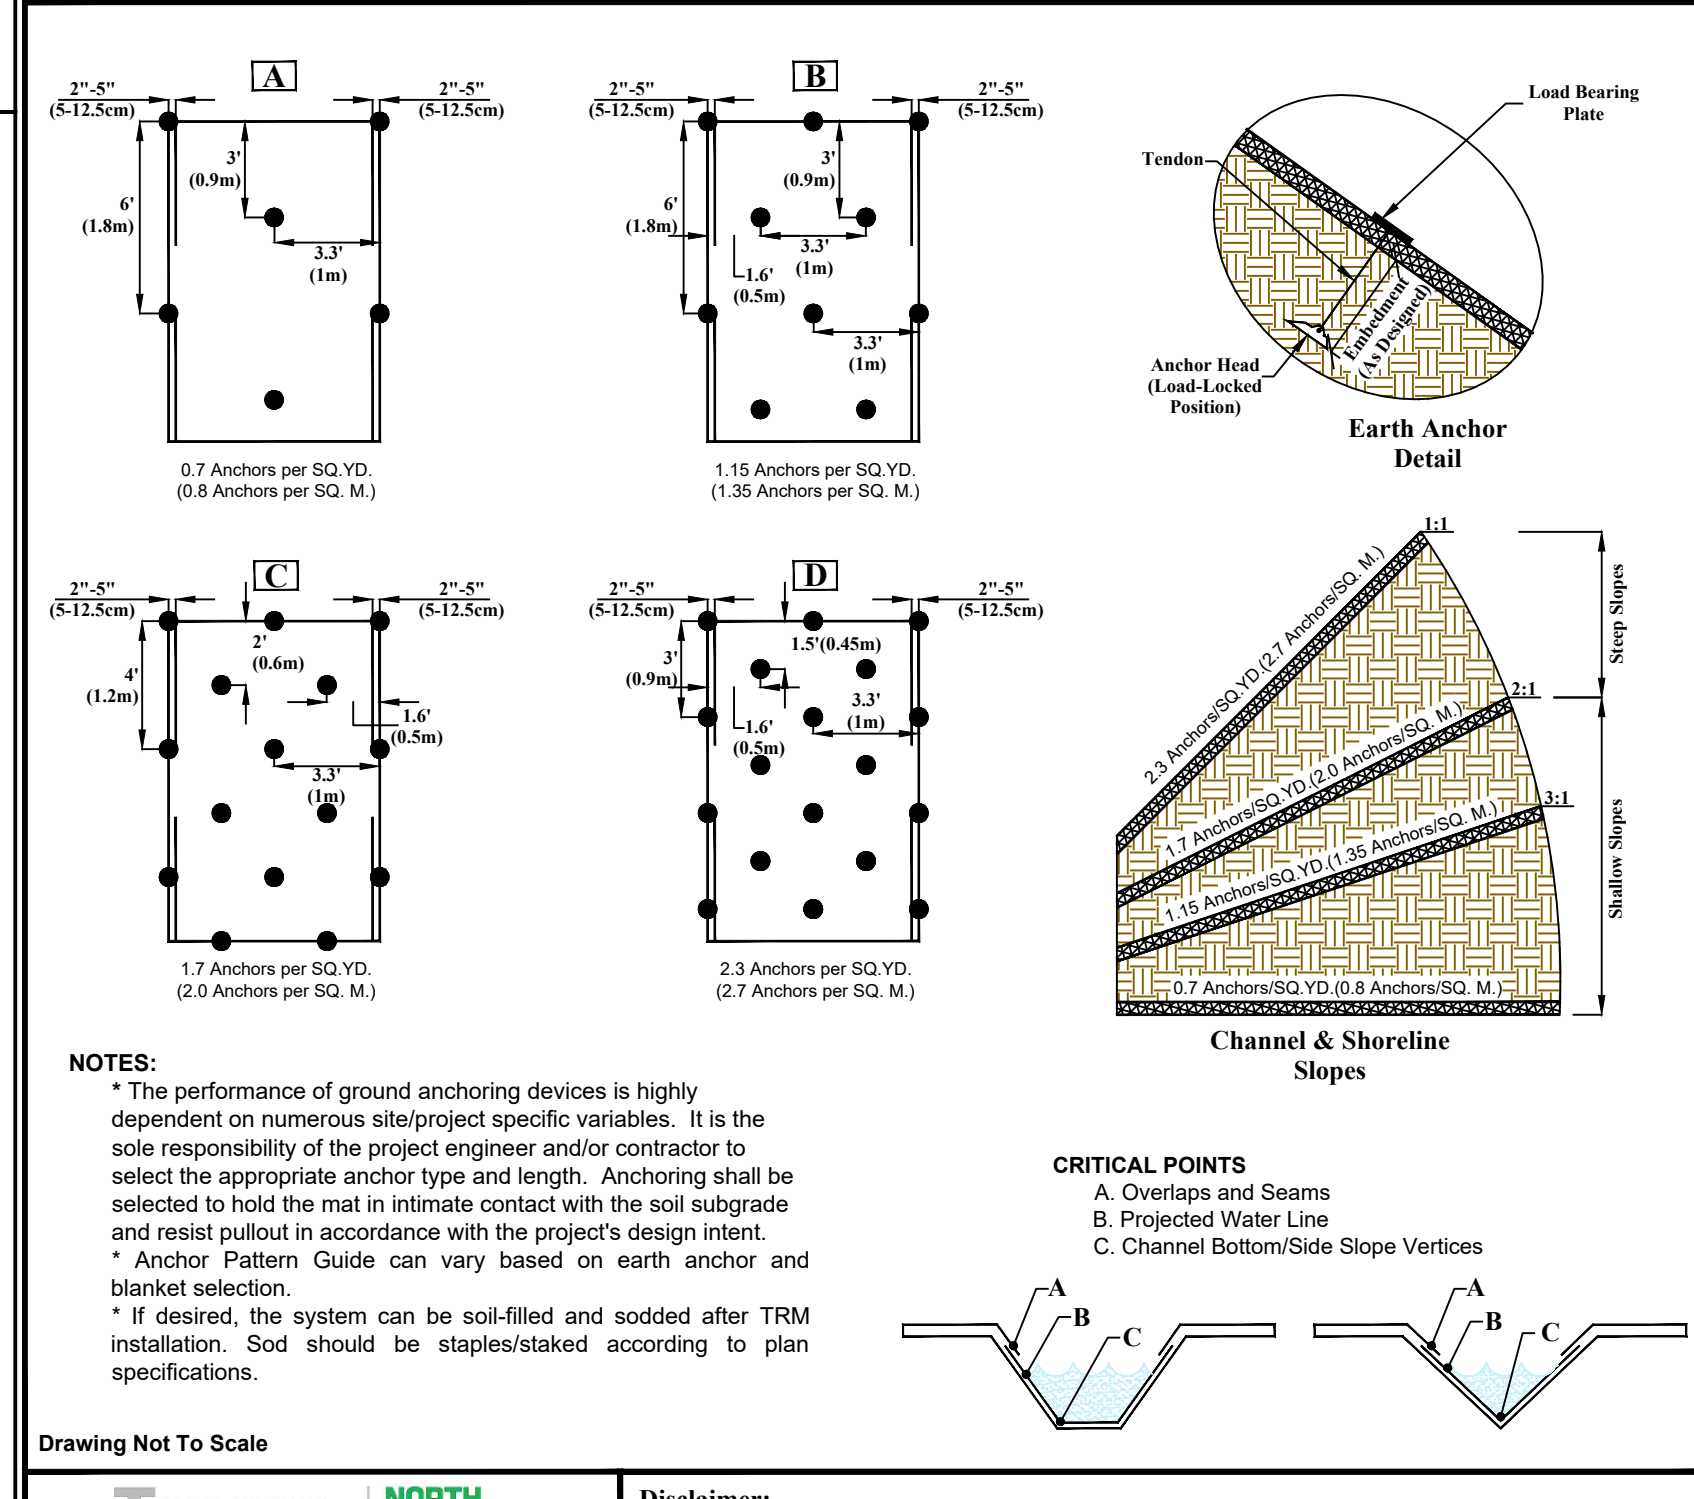 A
2"-5"
(5-12.5cm)
2"-5"
(5-12.5cm)
3'
(0.9m)
6'
(1.8m)
3.3'
(1m)
0.7 Anchors per SQ.YD.
(0.8 Anchors per SQ. M.)
B
2"-5"
(5-12.5cm)
2"-5"
(5-12.5cm)
3'
(0.9m)
6'
(1.8m)
3.3'
(1m)
1.6'
(0.5m)
3.3'
(1m)
1.15 Anchors per SQ.YD.
(1.35 Anchors per SQ. M.)
Load Bearing
Plate
Tendon
Embedment
(As Designed)
Anchor Head
(Load-Locked
Position)
Earth Anchor
Detail
C
2"-5"
(5-12.5cm)
2"-5"
(5-12.5cm)
2'
(0.6m)
4'
(1.2m)
1.6'
(0.5m)
3.3'
(1m)
1.7 Anchors per SQ.YD.
(2.0 Anchors per SQ. M.)
D
2"-5"
(5-12.5cm)
2"-5"
(5-12.5cm)
1.5'(0.45m)
3'
(0.9m)
3.3'
(1m)
1.6'
(0.5m)
2.3 Anchors per SQ.YD.
(2.7 Anchors per SQ. M.)
1:1
2.3 Anchors/SQ.YD.(2.7 Anchors/SQ. M.)
Steep Slopes
2:1
1.7 Anchors/SQ.YD.(2.0 Anchors/SQ. M.)
3:1
1.15 Anchors/SQ.YD.(1.35 Anchors/SQ. M.)
Shallow Slopes
0.7 Anchors/SQ.YD.(0.8 Anchors/SQ. M.)
Channel & Shoreline
Slopes
NOTES:
* The performance of ground anchoring devices is highly
dependent on numerous site/project specific variables. It is the
sole responsibility of the project engineer and/or contractor to
select the appropriate anchor type and length. Anchoring shall be
selected to hold the mat in intimate contact with the soil subgrade
and resist pullout in accordance with the project's design intent.
* Anchor Pattern Guide can vary based on earth anchor and
blanket selection.
* If desired, the system can be soil-filled and sodded after TRM
installation. Sod should be staples/staked according to plan
specifications.
CRITICAL POINTS
A. Overlaps and Seams
B. Projected Water Line
C. Channel Bottom/Side Slope Vertices
A
B
C
A
B
C
Drawing Not To Scale
NORTH
Disclaimer: